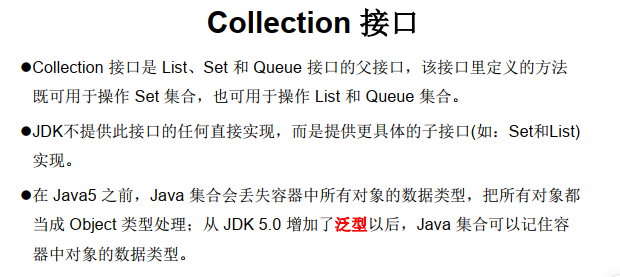 Collection 接口
●Collection 接口是 List、Set 和 Queue 接口的父接口，该接口里定义的方法
既可用于操作 Set 集合，也可用于操作 List 和 Queue 集合。
●JDK不提供此接口的任何直接实现，而是提供更具体的子接口(如：Set和List)
实现。
●在 Java5 之前，Java 集合会丢失容器中所有对象的数据类型，把所有对象都
当成 Object 类型处理；从 JDK 5.0 增加了泛型以后，Java 集合可以记住容
器中对象的数据类型。